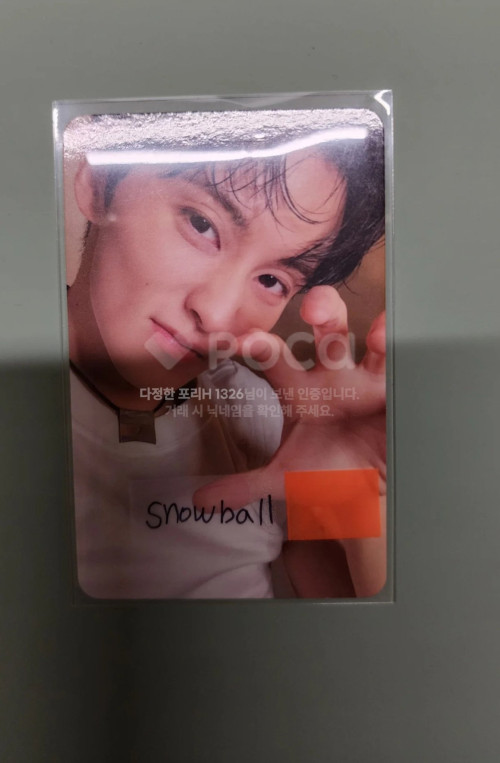 POCA
다정한 포리H 1326님이 보낸 인증입니다.
거래 시 닉네임을 확인해 주세요.
snowball